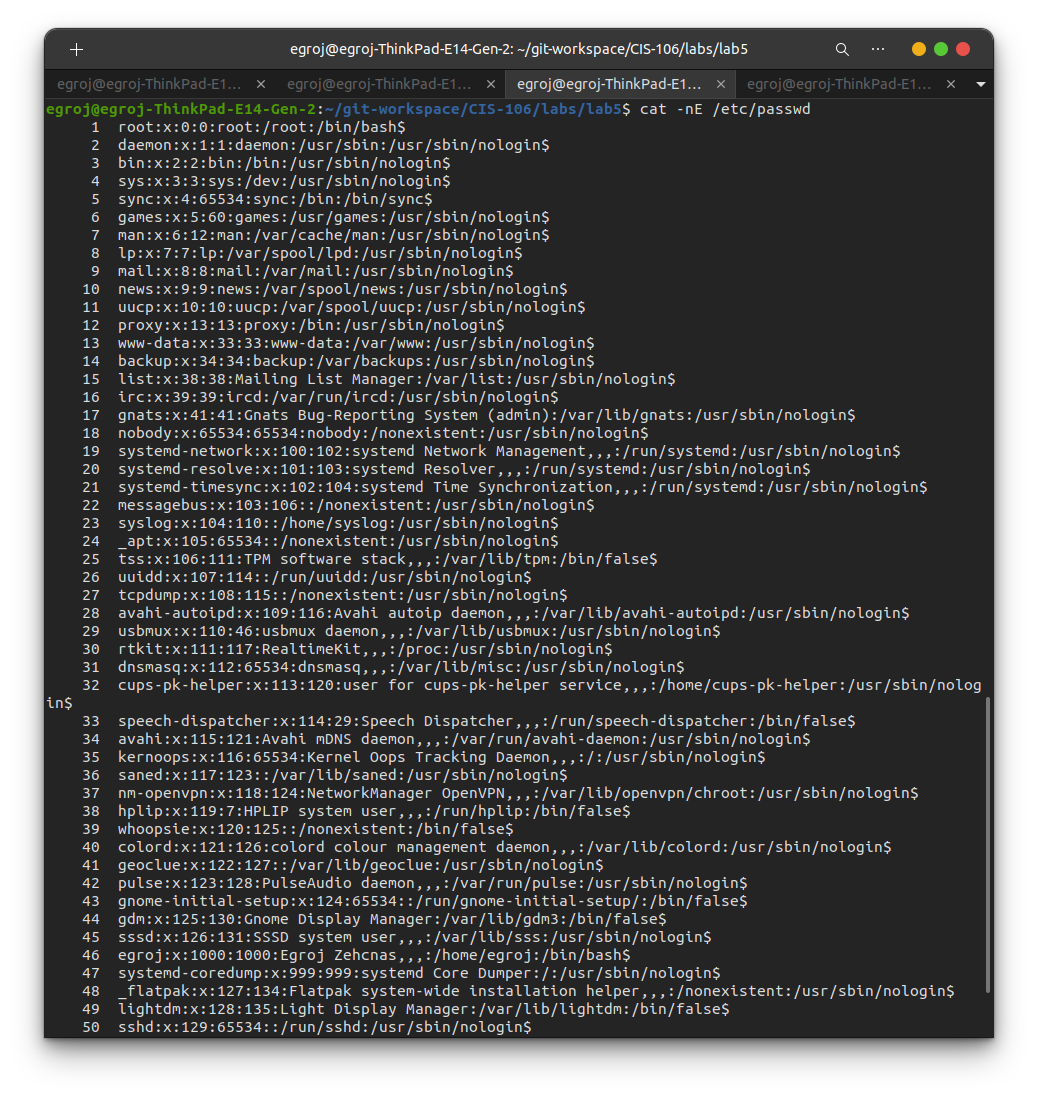 egroj@egroj-ThinkPad-E14-Gen-2: ~/git-workspace/CIS-106/labs/lab5
egroj@egroj-ThinkPad-E1… × egroj@egroj-ThinkPad-E1… × egroj@egroj-ThinkPad-E1… × egroj@egroj-ThinkPad-E1… ×
egroj@egroj-ThinkPad-E14-Gen-2:~/git-workspace/CIS-106/labs/lab5$ cat -nE /etc/passwd
1 root:x:0:0:root:/root:/bin/bash$
2 daemon:x:1:1:daemon:/usr/sbin:/usr/sbin/nologin$
3 bin:x:2:2:bin:/bin:/usr/sbin/nologin$
4 sys:x:3:3:sys:/dev:/usr/sbin/nologin$
5 sync:x:4:65534:sync:/bin:/bin/sync$
6 games:x:5:60:games:/usr/games:/usr/sbin/nologin$
7 man:x:6:12:man:/var/cache/man:/usr/sbin/nologin$
8 lp:x:7:7:lp:/var/spool/lpd:/usr/sbin/nologin$
9 mail:x:8:8:mail:/var/mail:/usr/sbin/nologin$
10 news:x:9:9:news:/var/spool/news:/usr/sbin/nologin$
11 uucp:x:10:10:uucp:/var/spool/uucp:/usr/sbin/nologin$
12 proxy:x:13:13:proxy:/bin:/usr/sbin/nologin$
13 www-data:x:33:33:www-data:/var/www:/usr/sbin/nologin$
14 backup:x:34:34:backup:/var/backups:/usr/sbin/nologin$
15 list:x:38:38:Mailing List Manager:/var/list:/usr/sbin/nologin$
16 irc:x:39:39:ircd:/var/run/ircd:/usr/sbin/nologin$
17 gnats:x:41:41:Gnats Bug-Reporting System (admin):/var/lib/gnats:/usr/sbin/nologin$
18 nobody:x:65534:65534:nobody:/nonexistent:/usr/sbin/nologin$
19 systemd-network:x:100:102:systemd Network Management,,,:/run/systemd:/usr/sbin/nologin$
20 systemd-resolve:x:101:103:systemd Resolver,,,:/run/systemd:/usr/sbin/nologin$
21 systemd-timesync:x:102:104:systemd Time Synchronization,,,:/run/systemd:/usr/sbin/nologin$
22 messagebus:x:103:106::/nonexistent:/usr/sbin/nologin$
23 syslog:x:104:110::/home/syslog:/usr/sbin/nologin$
24 _apt:x:105:65534::/nonexistent:/usr/sbin/nologin$
25 tss:x:106:111:TPM software stack,,,:/var/lib/tpm:/bin/false$
26 uuidd:x:107:114::/run/uuidd:/usr/sbin/nologin$
27 tcpdump:x:108:115::/nonexistent:/usr/sbin/nologin$
28 avahi-autoipd:x:109:116:Avahi autoip daemon,,,:/var/lib/avahi-autoipd:/usr/sbin/nologin$
29 usbmux:x:110:46:usbmux daemon,,,:/var/lib/usbmux:/usr/sbin/nologin$
30 rtkit:x:111:117:RealtimeKit,,,:/proc:/usr/sbin/nologin$
31 dnsmasq:x:112:65534:dnsmasq,,,:/var/lib/misc:/usr/sbin/nologin$
32 cups-pk-helper:x:113:120:user for cups-pk-helper service,,,:/home/cups-pk-helper:/usr/sbin/nolog
in$
33 speech-dispatcher:x:114:29:Speech Dispatcher,,,:/run/speech-dispatcher:/bin/false$
34 avahi:x:115:121:Avahi mDNS daemon,,,:/var/run/avahi-daemon:/usr/sbin/nologin$
35 kernoops:x:116:65534:Kernel Oops Tracking Daemon,,,:/:/usr/sbin/nologin$
36 saned:x:117:123::/var/lib/saned:/usr/sbin/nologin$
37 nm-openvpn:x:118:124:NetworkManager OpenVPN,,,:/var/lib/openvpn/chroot:/usr/sbin/nologin$
38 hplip:x:119:7:HPLIP system user,,,:/run/hplip:/bin/false$
39 whoopsie:x:120:125::/nonexistent:/bin/false$
40 colord:x:121:126:colord colour management daemon,,,:/var/lib/colord:/usr/sbin/nologin$
41 geoclue:x:122:127::/var/lib/geoclue:/usr/sbin/nologin$
42 pulse:x:123:128:PulseAudio daemon,,,:/var/run/pulse:/usr/sbin/nologin$
43 gnome-initial-setup:x:124:65534::/run/gnome-initial-setup/:/bin/false$
44 gdm:x:125:130:Gnome Display Manager:/var/lib/gdm3:/bin/false$
45 sssd:x:126:131:SSSD system user,,,:/var/lib/sss:/usr/sbin/nologin$
46 egroj:x:1000:1000:Egroj Zehcnas,,,:/home/egroj:/bin/bash$
47 systemd-coredump:x:999:999:systemd Core Dumper:/:/usr/sbin/nologin$
48 _flatpak:x:127:134:Flatpak system-wide installation helper,,,:/nonexistent:/usr/sbin/nologin$
49 lightdm:x:128:135:Light Display Manager:/var/lib/lightdm:/bin/false$
50 sshd:x:129:65534::/run/sshd:/usr/sbin/nologin$